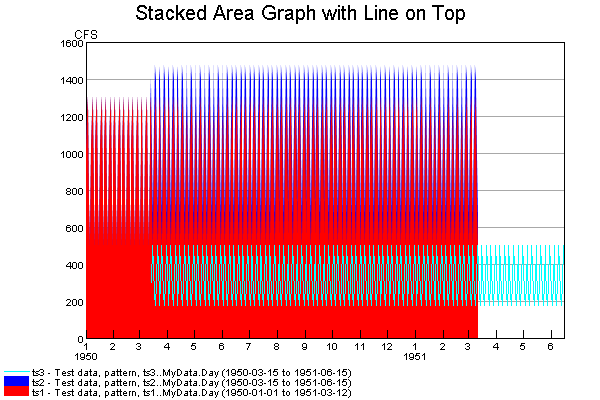 Stacked Area Graph with Line on Top
CFS
1600
1400
1200
1000
800
600
400
200
0
1 2 3 4 5 6 7 8 9 10 11 12 1 2 3 4 5 6
1950 1951
ts3 - Test data, pattern, ts3..MyData.Day (1950-03-15 to 1951-06-15)
ts2 - Test data, pattern, ts2..MyData.Day (1950-03-15 to 1951-06-15)
ts1 - Test data, pattern, ts1..MyData.Day (1950-01-01 to 1951-03-12)